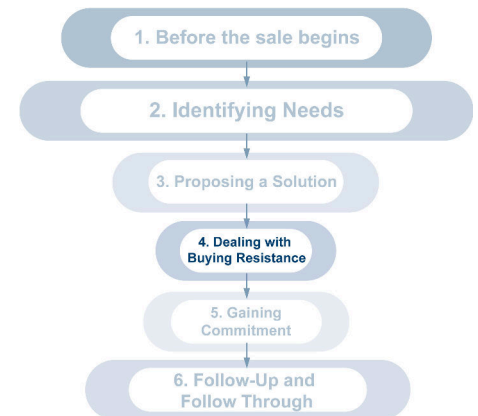 1. Before the sale begins
2. Identifying Needs
3. Proposing a Solution
4. Dealing with
Buying Resistance
5. Gaining
Commitment
6. Follow-Up and
Follow Through